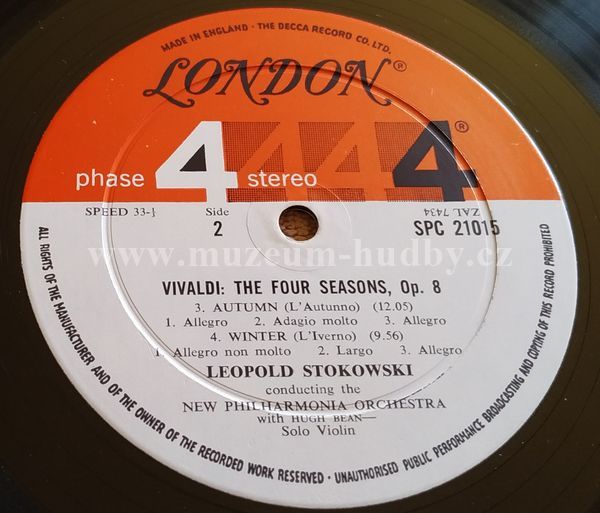 MADE IN ENGLAND · THE DECCA RECORD CO. LTD.
LONDON®
phase 4 stereo 4 4 4®
SPEED 33-⅓
Side
2
ZAL 7434
SPC 21015
www.muzeum-hudby.cz
VIVALDI: THE FOUR SEASONS, Op. 8
3. AUTUMN (L'Autunno) (12.05)
1. Allegro 2. Adagio molto 3. Allegro
4. WINTER (L'Iverno) (9.56)
1. Allegro non molto 2. Largo 3. Allegro
LEOPOLD STOKOWSKI
conducting the
NEW PHILHARMONIA ORCHESTRA
with HUGH BEAN—
Solo Violin
ALL RIGHTS OF THE MANUFACTURER AND OF THE OWNER OF THE RECORDED WORK RESERVED · UNAUTHORISED PUBLIC PERFORMANCE BROADCASTING AND COPYING OF THIS RECORD PROHIBITED